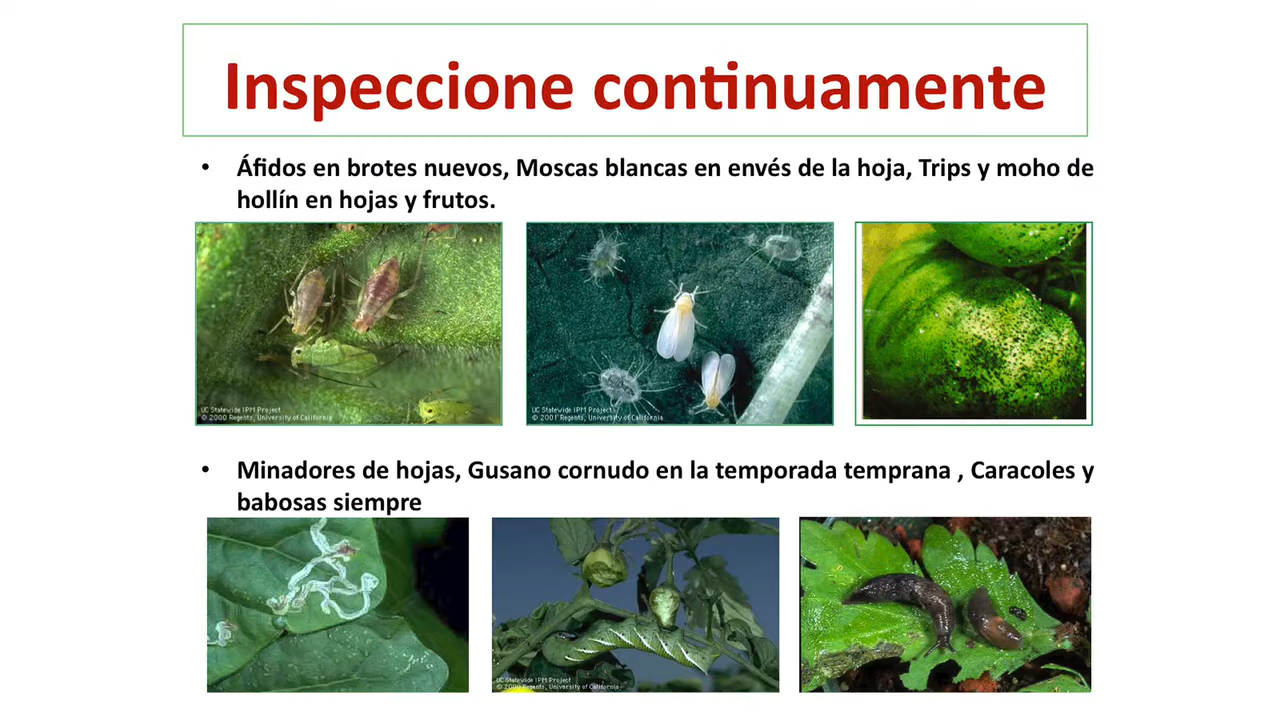 Inspeccione continuamente
• Áfidos en brotes nuevos, Moscas blancas en envés de la hoja, Trips y moho de
hollín en hojas y frutos.
UC Statewide IPM Project
© 2000 Regents, University of California
UC Statewide IPM Project
© 2001 Regents, University of California
• Minadores de hojas, Gusano cornudo en la temporada temprana , Caracoles y
babosas siempre
UC Statewide IPM Project
© 2000 Regents, University of California